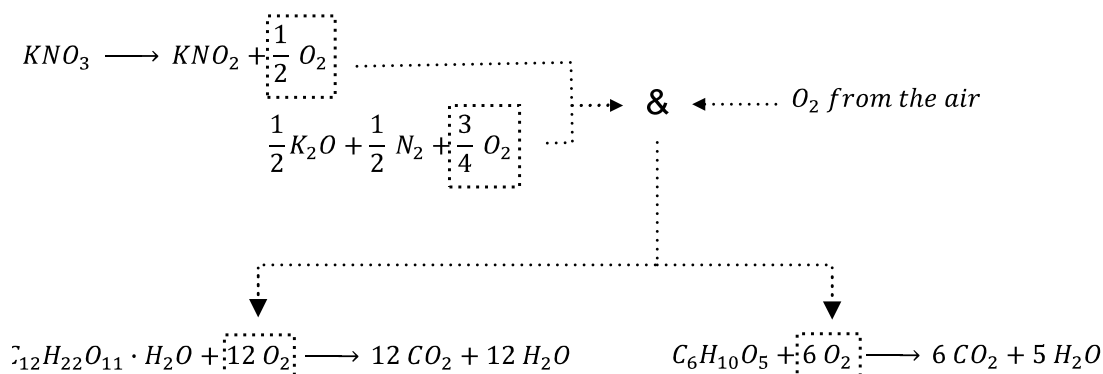 KNO₃ ⟶ KNO₂ + 1/2 O₂
1/2 K₂O + 1/2 N₂ + 3/4 O₂
& O₂ from the air
₁₂H₂₂O₁₁ · H₂O + 12 O₂ ⟶ 12 CO₂ + 12 H₂O
C₆H₁₀O₅ + 6 O₂ ⟶ 6 CO₂ + 5 H₂O